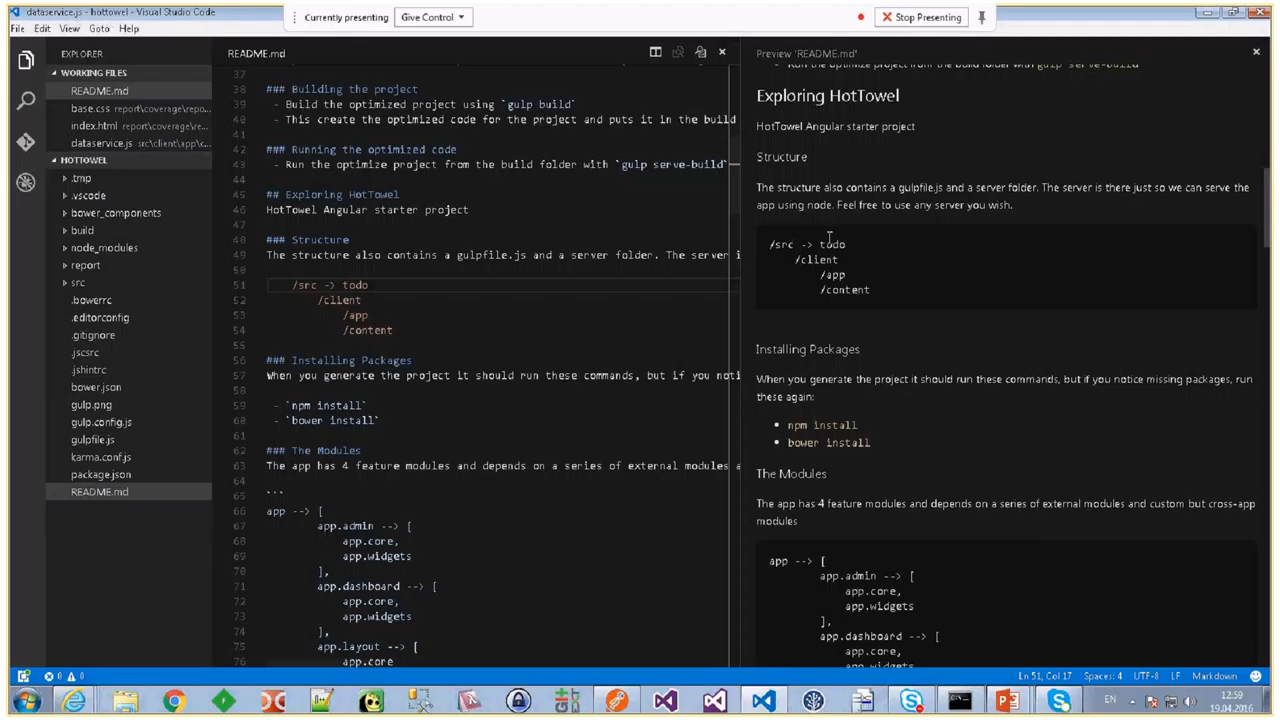 dataservice.js - hottowel - Visual Studio Code
Currently presenting
Give Control
Stop Presenting
File Edit View Goto Help
EXPLORER
WORKING FILES
README.md
base.css report\coverage\repo...
index.html report\coverage\r...
dataservice.js src\client\app\c...
HOTTOWEL
.tmp
.vscode
bower_components
build
node_modules
report
src
.bowerrc
.editorconfig
.gitignore
.jscsrc
.jshintrc
bower.json
gulp.png
gulp.config.js
gulpfile.js
karma.conf.js
package.json
README.md
README.md
37
38 ### Building the project
39 - Build the optimized project using `gulp build`
40 - This create the optimized code for the project and puts it in the build
41
42 ### Running the optimized code
43 - Run the optimize project from the build folder with `gulp serve-build`
44
45 ## Exploring HotTowel
46 HotTowel Angular starter project
47
48 ### Structure
49 The structure also contains a gulpfile.js and a server folder. The server i
50
51 /src -> todo
52 /client
53 /app
54 /content
55
56 ### Installing Packages
57 When you generate the project it should run these commands, but if you noti
58
59 - `npm install`
60 - `bower install`
61
62 ### The Modules
63 The app has 4 feature modules and depends on a series of external modules a
64
65 ```
66 app --> [
67 app.admin --> [
68 app.core,
69 app.widgets
70 ],
71 app.dashboard --> [
72 app.core,
73 app.widgets
74 ],
75 app.layout --> [
76 app.core
Preview 'README.md'
Run the optimize project from the build folder with gulp serve-build
Exploring HotTowel
HotTowel Angular starter project
Structure
The structure also contains a gulpfile.js and a server folder. The server is there just so we can serve the
app using node. Feel free to use any server you wish.
/src -> todo
/client
/app
/content
Installing Packages
When you generate the project it should run these commands, but if you notice missing packages, run
these again:
npm install
bower install
The Modules
The app has 4 feature modules and depends on a series of external modules and custom but cross-app
modules
app --> [
app.admin --> [
app.core,
app.widgets
],
app.dashboard --> [
app.core,
app.widgets
0 0
Ln 51, Col 17 Spaces: 4 UTF-8 LF Markdown
EN
12:59
19.04.2016